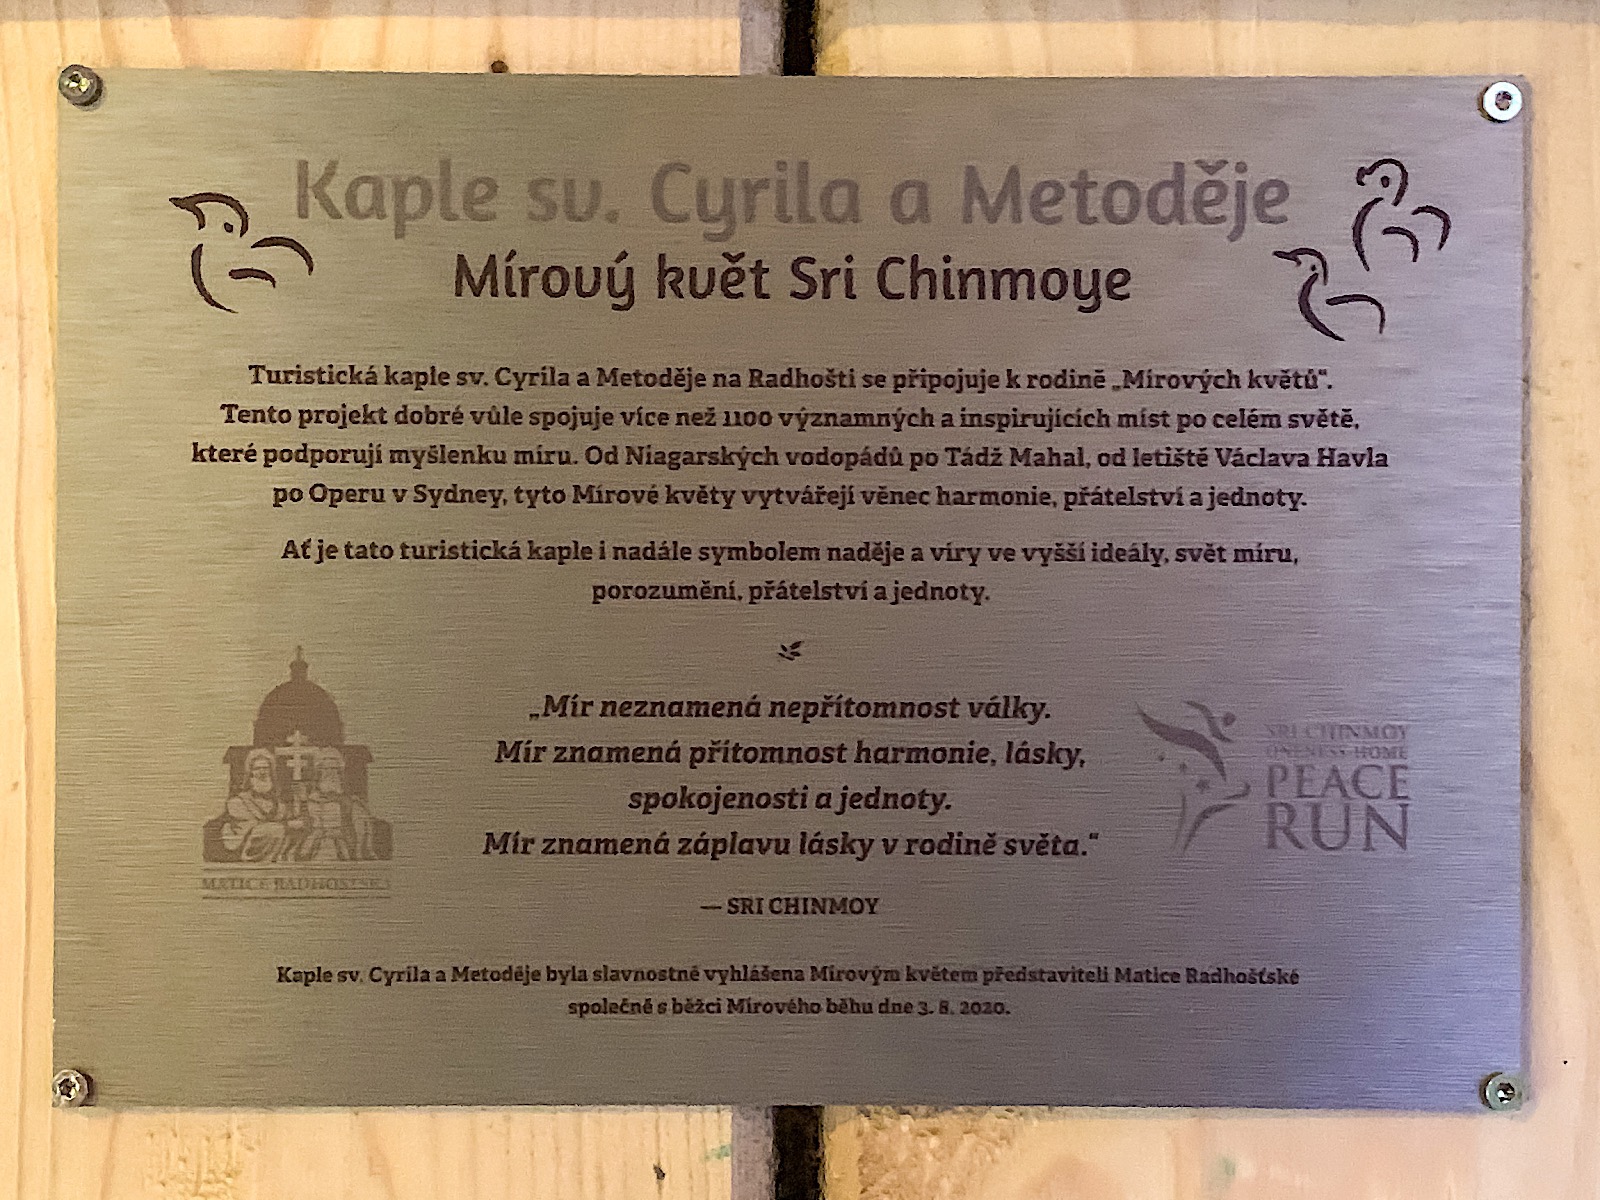 Kaple sv. Cyrila a Metoděje
Mírový květ Sri Chinmoye
Turistická kaple sv. Cyrila a Metoděje na Radhošti se připojuje k rodině „Mírových květů“.
Tento projekt dobré vůle spojuje více než 1100 významných a inspirujících míst po celém světě,
které podporují myšlenku míru. Od Niagarských vodopádů po Tádž Mahal, od letiště Václava Havla
po Operu v Sydney, tyto Mírové květy vytvářejí věnec harmonie, přátelství a jednoty.
Ať je tato turistická kaple i nadále symbolem naděje a víry ve vyšší ideály, svět míru,
porozumění, přátelství a jednoty.
„Mír neznamená nepřítomnost války.
Mír znamená přítomnost harmonie, lásky,
spokojenosti a jednoty.
Mír znamená záplavu lásky v rodině světa.“
— SRI CHINMOY
MATICE RADHOŠŤSKÁ
SRI CHINMOY
ONENESS-HOME
PEACE
RUN
Kaple sv. Cyrila a Metoděje byla slavnostně vyhlášena Mírovým květem představiteli Matice Radhošťské
společně s běžci Mírového běhu dne 3. 8. 2020.